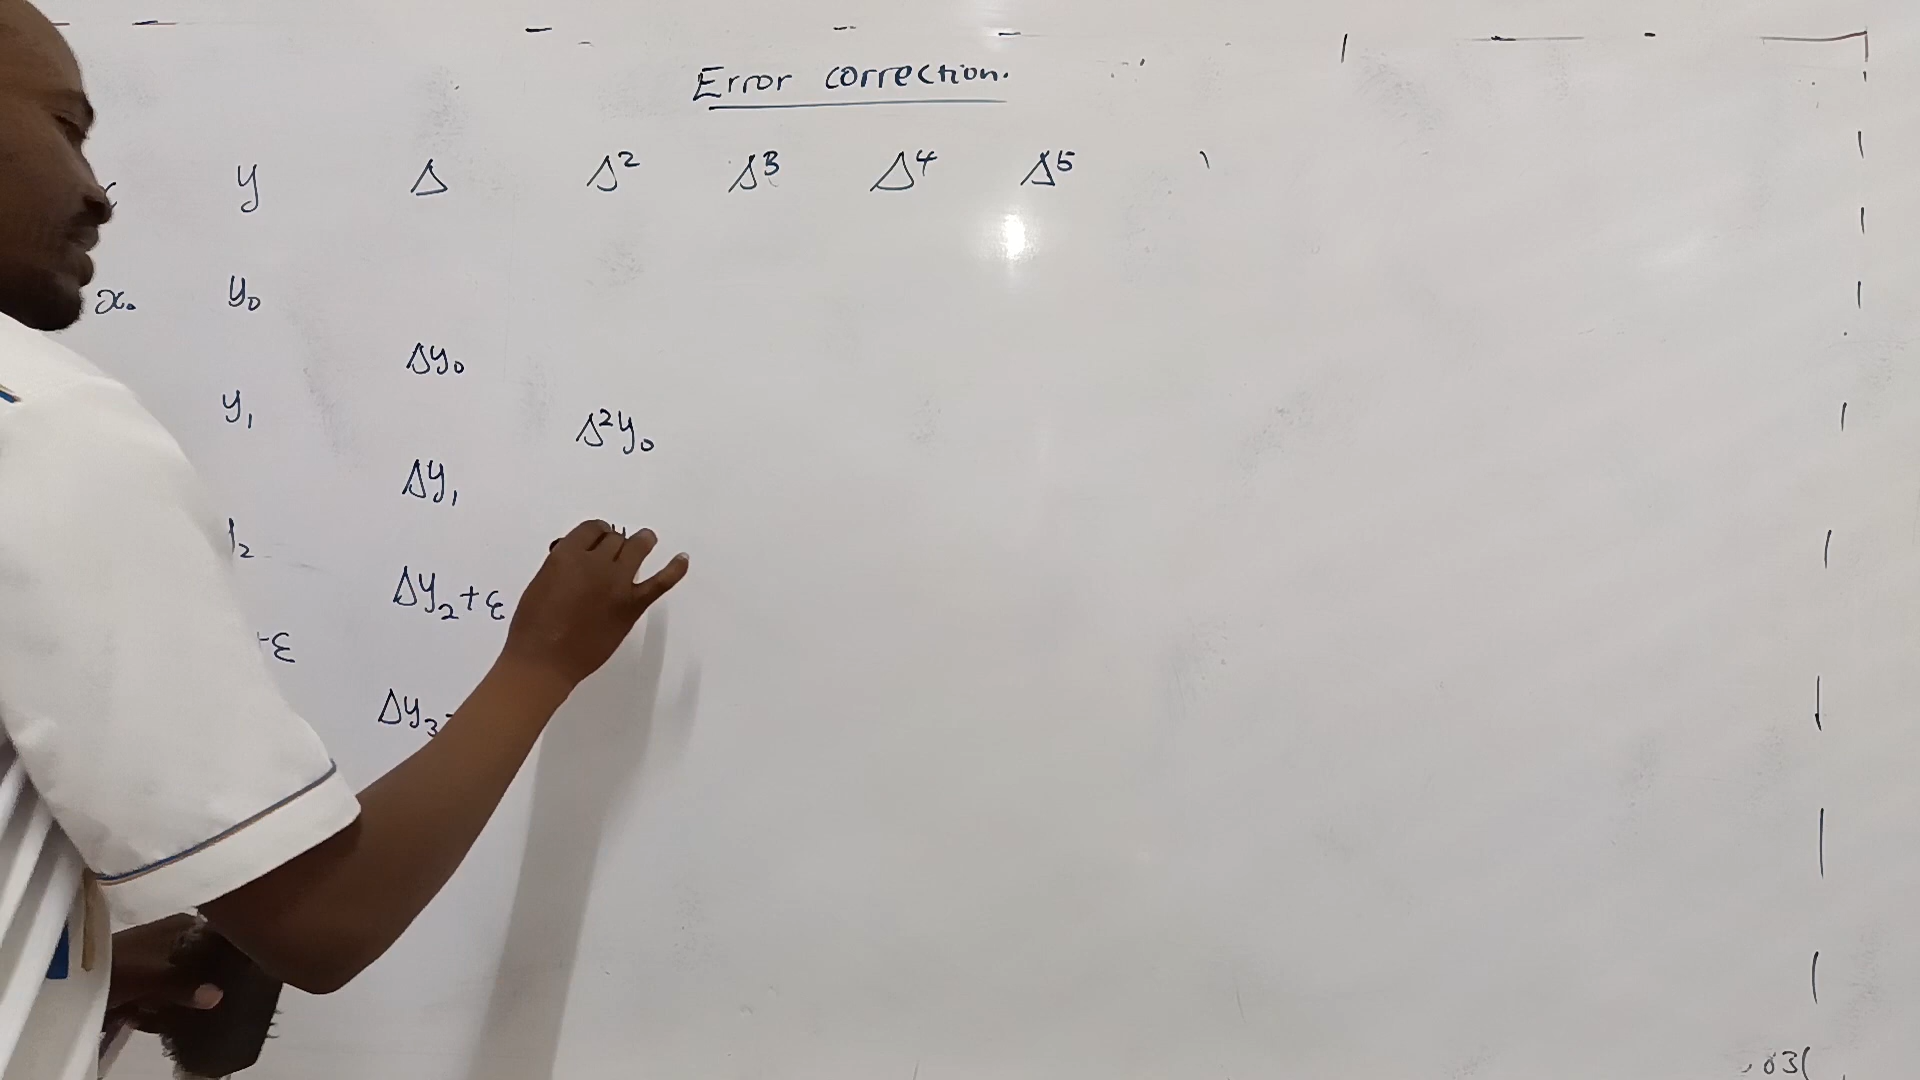 Error correction.
y Δ Δ² Δ³ Δ⁴ Δ⁵
x₀ y₀
Δy₀
y₁
Δ²y₀
Δy₁
Δy₂+ε
+ε
Δy₃